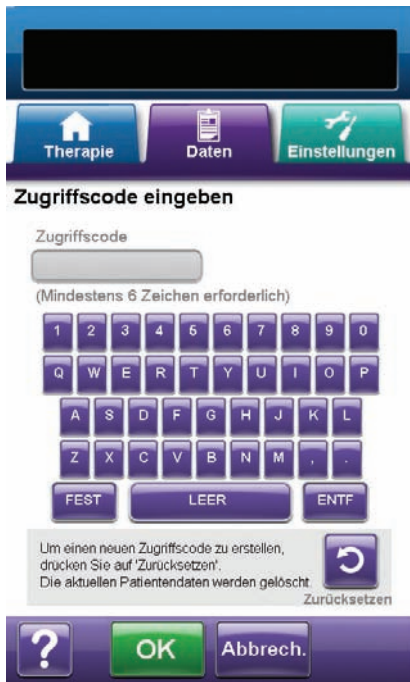 Therapie Daten Einstellungen
Zugriffscode eingeben
Zugriffscode
(Mindestens 6 Zeichen erforderlich)
1 2 3 4 5 6 7 8 9 0
Q W E R T Y U I O P
A S D F G H J K L
Z X C V B N M , .
FEST LEER ENTF
Um einen neuen Zugriffscode zu erstellen,
drücken Sie auf 'Zurücksetzen'.
Die aktuellen Patientendaten werden gelöscht.
Zurücksetzen
? OK Abbrech.